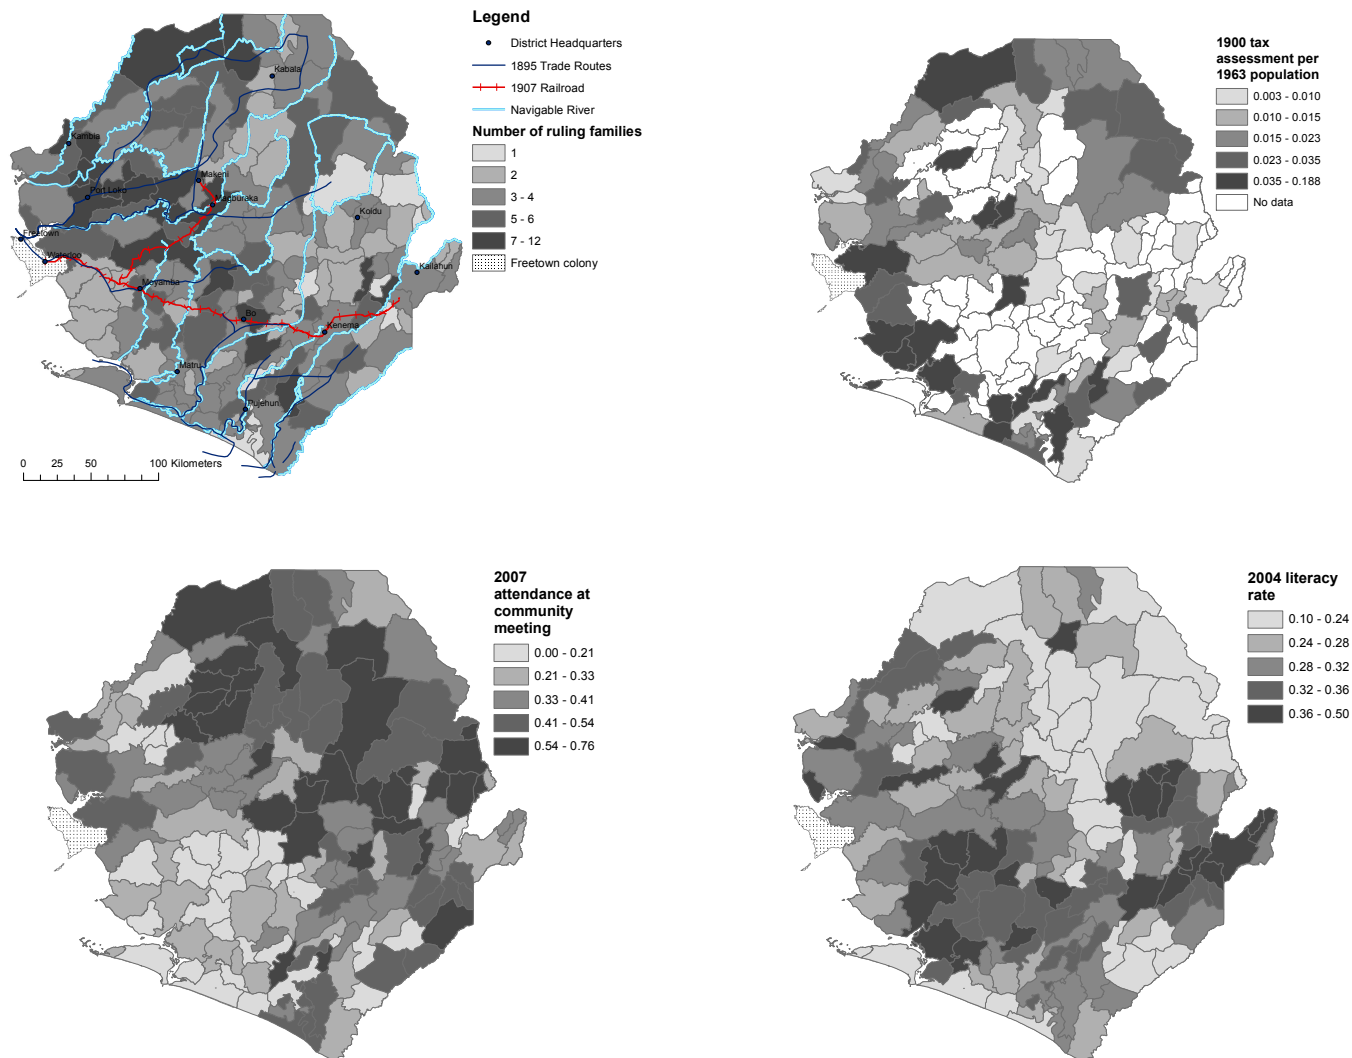 Legend
District Headquarters
1895 Trade Routes
1907 Railroad
Navigable River
Number of ruling families
1
2
3 - 4
5 - 6
7 - 12
Freetown colony
Kabala
Kambia
Makeni
Port Loko
Magburaka
Koidu
Freetown
Waterloo
Kailahun
Moyamba
Bo
Kenema
Matru
Pujehun
0 25 50 100 Kilometers
1900 tax
assessment per
1963 population
0.003 - 0.010
0.010 - 0.015
0.015 - 0.023
0.023 - 0.035
0.035 - 0.188
No data
2007
attendance at
community
meeting
0.00 - 0.21
0.21 - 0.33
0.33 - 0.41
0.41 - 0.54
0.54 - 0.76
2004 literacy
rate
0.10 - 0.24
0.24 - 0.28
0.28 - 0.32
0.32 - 0.36
0.36 - 0.50